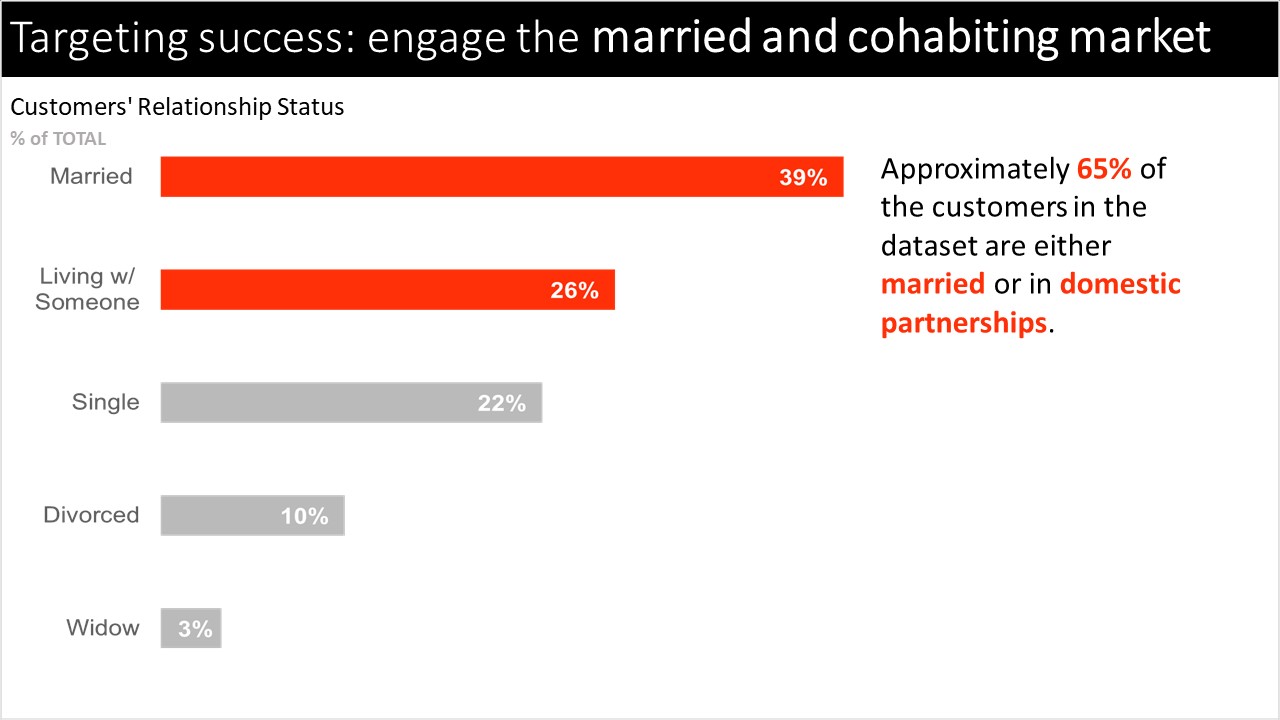 Targeting success: engage the married and cohabiting market
Customers' Relationship Status
% of TOTAL
Married
39%
Living w/
Someone
26%
Single
22%
Divorced
10%
Widow
3%
Approximately 65% of
the customers in the
dataset are either
married or in domestic
partnerships.